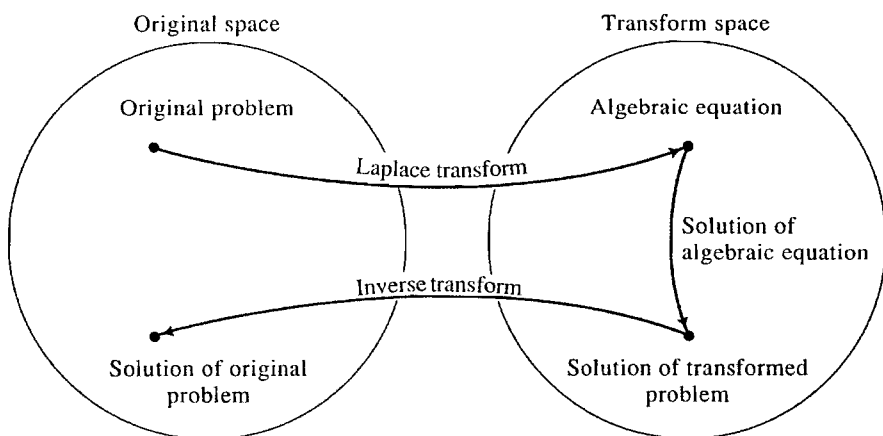 Original space
Transform space
Original problem
Algebraic equation
Laplace transform
Solution of
algebraic equation
Inverse transform
Solution of original
problem
Solution of transformed
problem